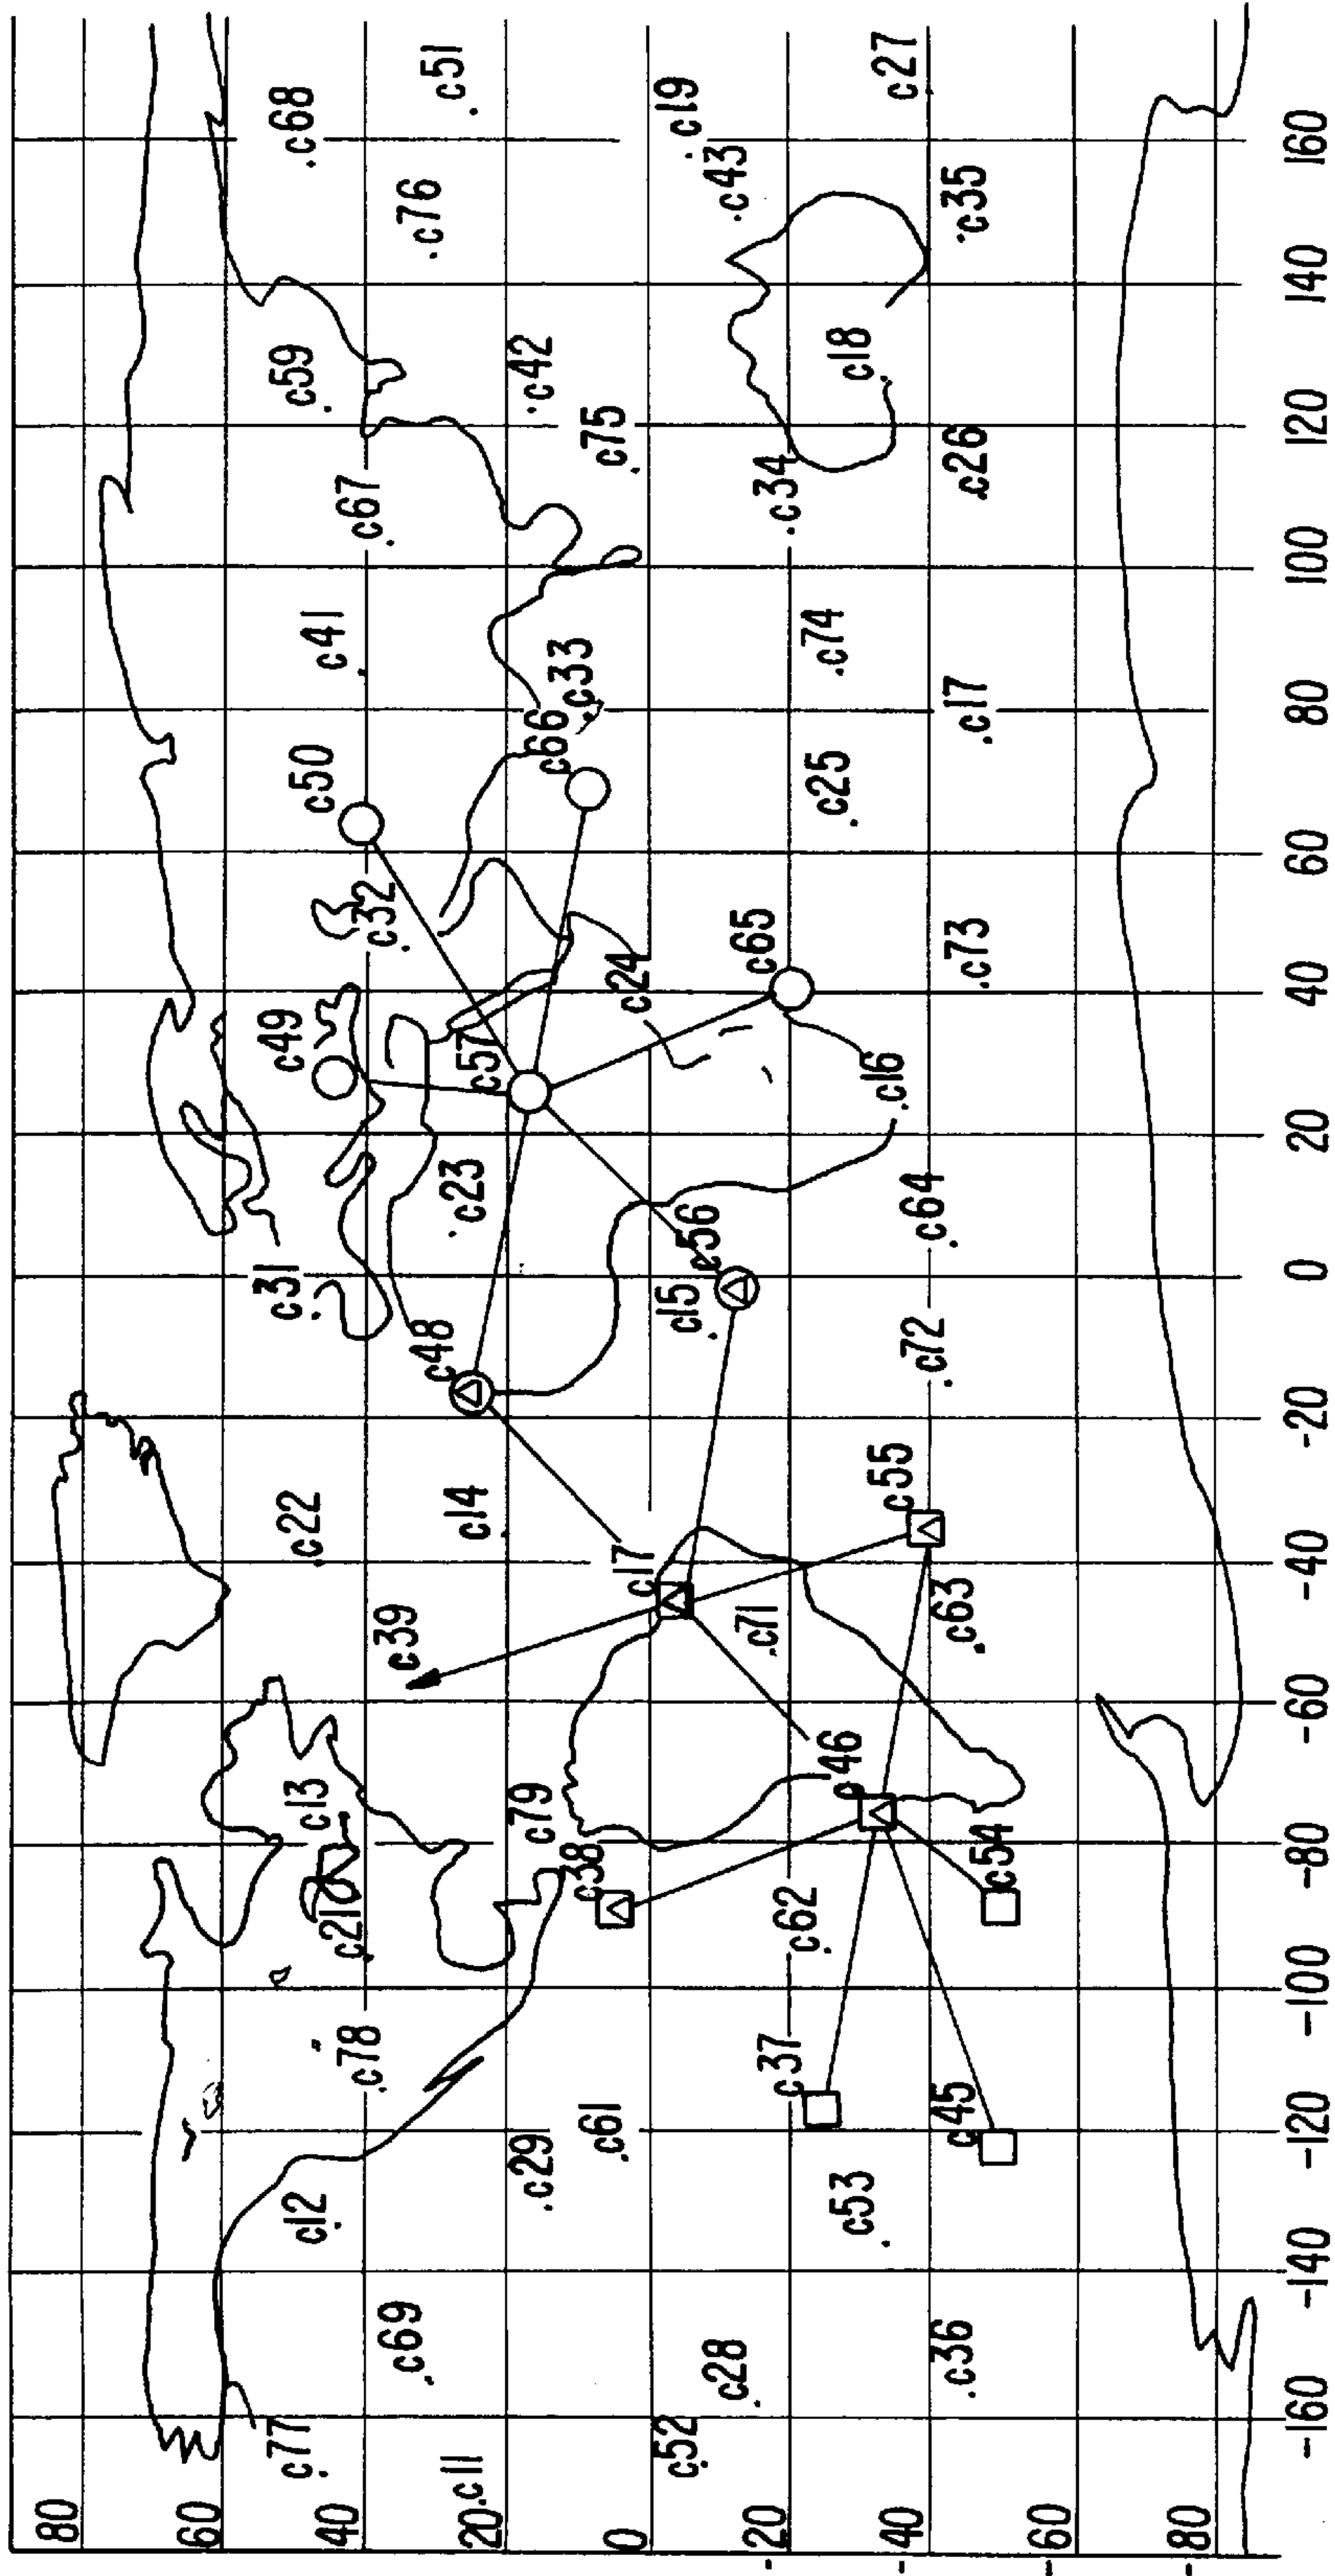 80
60
c77 c12 c13 c22 c31 c49 c50 c41 c59 c68
40 c78 c21 c32 c67
c69 c39 c76
c11 c14 c48 c23 c57 c51
20
c29 c79 c66 c33 c42
c61 c38 c17 c24 c75
0
c52 c28 c15 c56 c43 c19
c71 c65
-20 c37 c62 c34
c53 c46 c16 c25 c74 c18
-40 c55 c72 c64 c27
c36 c45 c63 c73 c17 c26 c35
c54
-60
-80
-160 -140 -120 -100 -80 -60 -40 -20 0 20 40 60 80 100 120 140 160